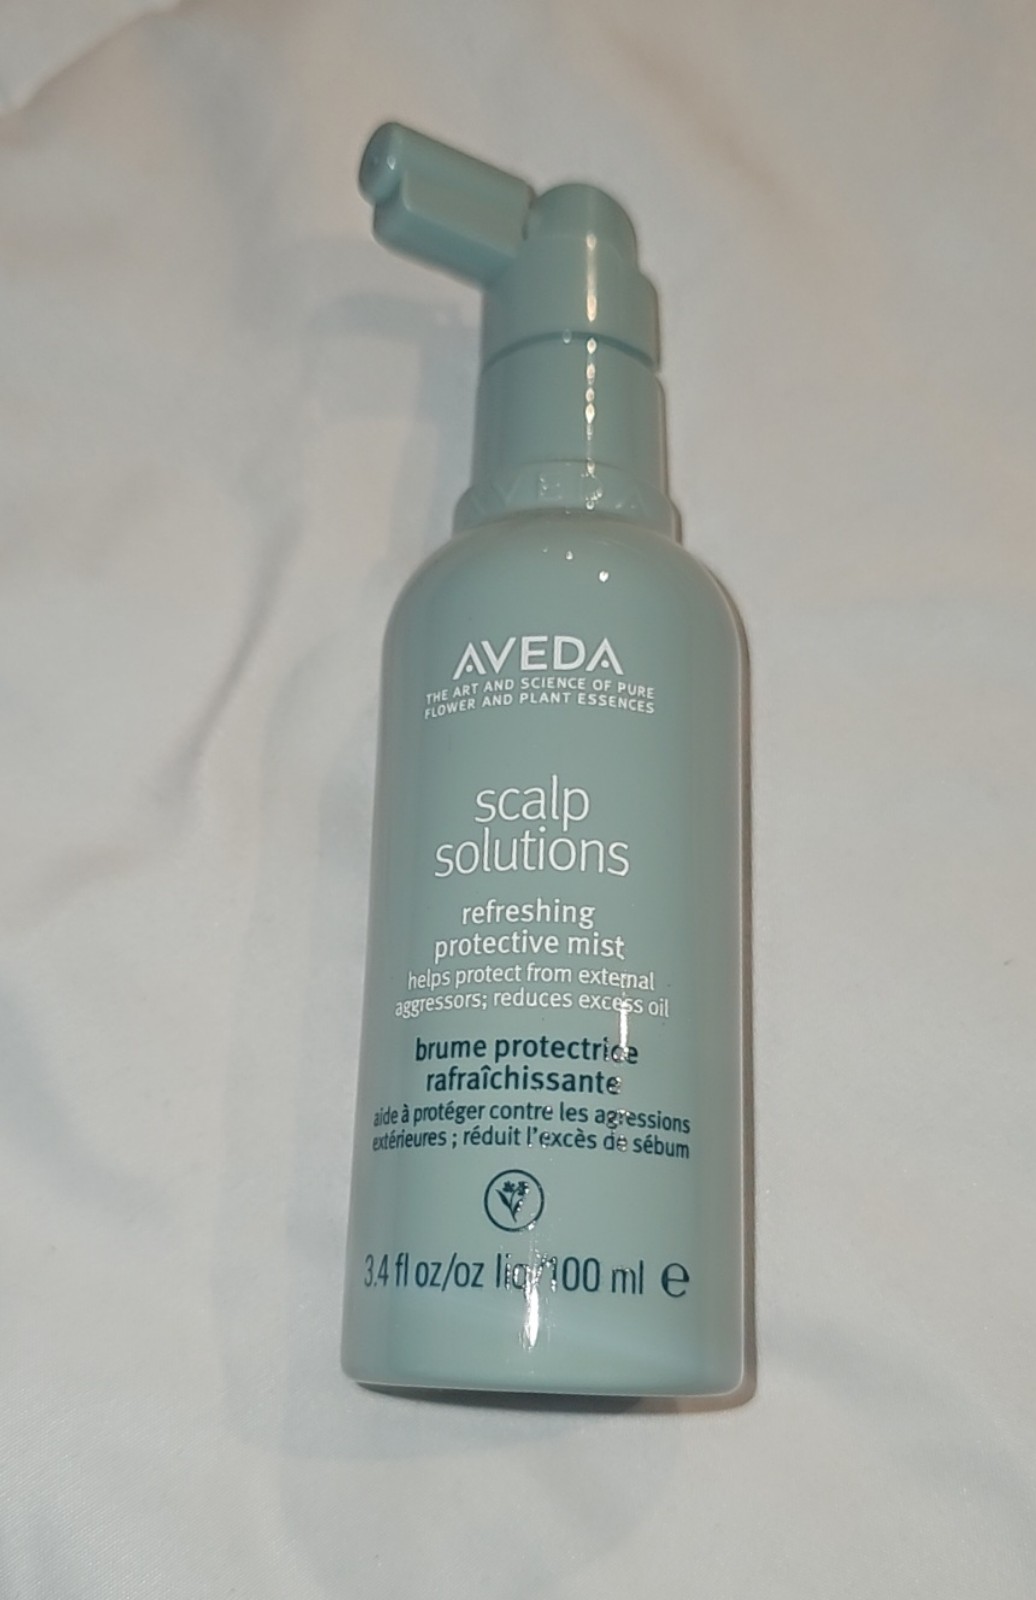 AVEDA
AVEDA
THE ART AND SCIENCE OF PURE
FLOWER AND PLANT ESSENCES
scalp
solutions
refreshing
protective mist
helps protect from external
aggressors; reduces excess oil
brume protectrice
rafraîchissante
aide à protéger contre les agressions
extérieures ; réduit l'excès de sébum
3.4 fl oz/oz liq/100 ml e